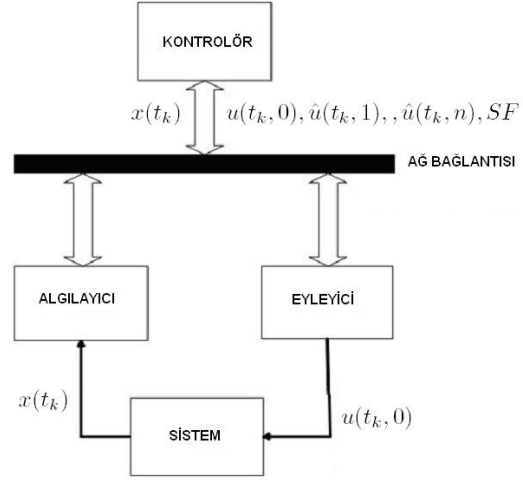 KONTROLÖR
x(t_k) u(t_k, 0), û(t_k, 1), , û(t_k, n), SF
AĞ BAĞLANTISI
ALGILAYICI EYLEYİCİ
x(t_k) u(t_k, 0)
SİSTEM